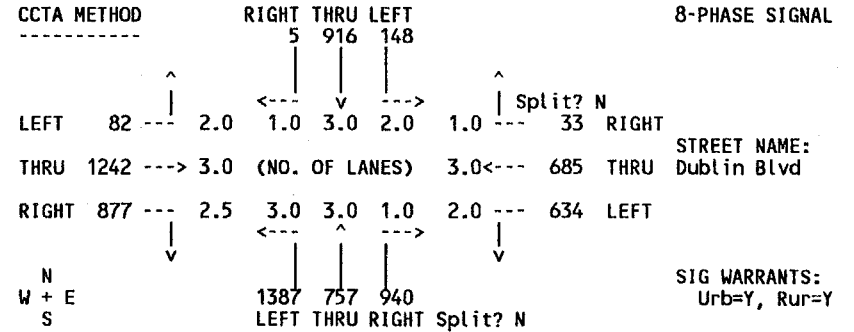 CCTA METHOD RIGHT THRU LEFT 8-PHASE SIGNAL
----------- 5 916 148
^ ^
<--- v ---> Split? N
LEFT 82 --- 2.0 1.0 3.0 2.0 1.0 --- 33 RIGHT
STREET NAME:
THRU 1242 ---> 3.0 (NO. OF LANES) 3.0<--- 685 THRU Dublin Blvd
RIGHT 877 --- 2.5 3.0 3.0 1.0 2.0 --- 634 LEFT
<--- ^ --->
v v
N SIG WARRANTS:
W + E 1387 757 940 Urb=Y, Rur=Y
S LEFT THRU RIGHT Split? N